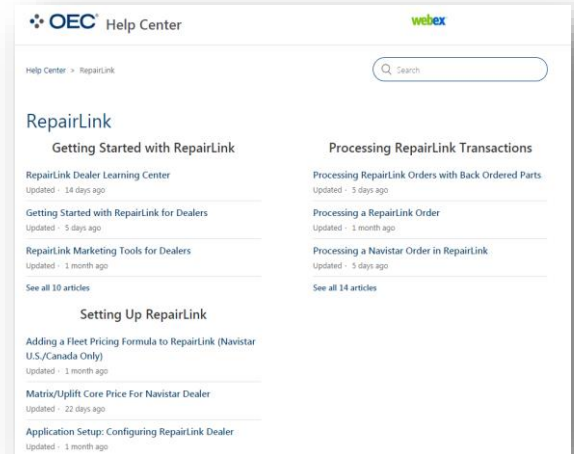 OEC Help Center
webex
Help Center > RepairLink
Search
RepairLink
Getting Started with RepairLink
RepairLink Dealer Learning Center
Updated · 14 days ago
Getting Started with RepairLink for Dealers
Updated · 5 days ago
RepairLink Marketing Tools for Dealers
Updated · 1 month ago
See all 10 articles
Processing RepairLink Transactions
Processing RepairLink Orders with Back Ordered Parts
Updated · 5 days ago
Processing a RepairLink Order
Updated · 1 month ago
Processing a Navistar Order in RepairLink
Updated · 5 days ago
See all 14 articles
Setting Up RepairLink
Adding a Fleet Pricing Formula to RepairLink (Navistar
U.S./Canada Only)
Updated · 1 month ago
Matrix/Uplift Core Price For Navistar Dealer
Updated · 22 days ago
Application Setup: Configuring RepairLink Dealer
Updated · 1 month ago